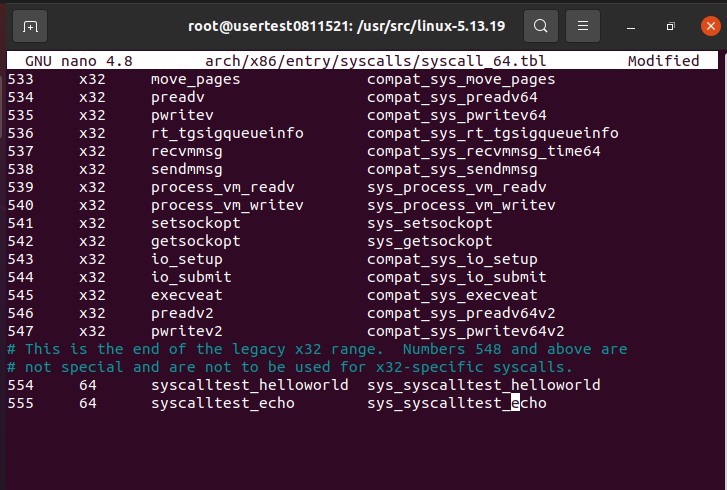 root@usertest0811521: /usr/src/linux-5.13.19
GNU nano 4.8 arch/x86/entry/syscalls/syscall_64.tbl Modified
533 x32 move_pages compat_sys_move_pages
534 x32 preadv compat_sys_preadv64
535 x32 pwritev compat_sys_pwritev64
536 x32 rt_tgsigqueueinfo compat_sys_rt_tgsigqueueinfo
537 x32 recvmmsg compat_sys_recvmmsg_time64
538 x32 sendmmsg compat_sys_sendmmsg
539 x32 process_vm_readv sys_process_vm_readv
540 x32 process_vm_writev sys_process_vm_writev
541 x32 setsockopt sys_setsockopt
542 x32 getsockopt sys_getsockopt
543 x32 io_setup compat_sys_io_setup
544 x32 io_submit compat_sys_io_submit
545 x32 execveat compat_sys_execveat
546 x32 preadv2 compat_sys_preadv64v2
547 x32 pwritev2 compat_sys_pwritev64v2
# This is the end of the legacy x32 range.  Numbers 548 and above are
# not special and are not to be used for x32-specific syscalls.
554 64 syscalltest_helloworld sys_syscalltest_helloworld
555 64 syscalltest_echo sys_syscalltest_echo